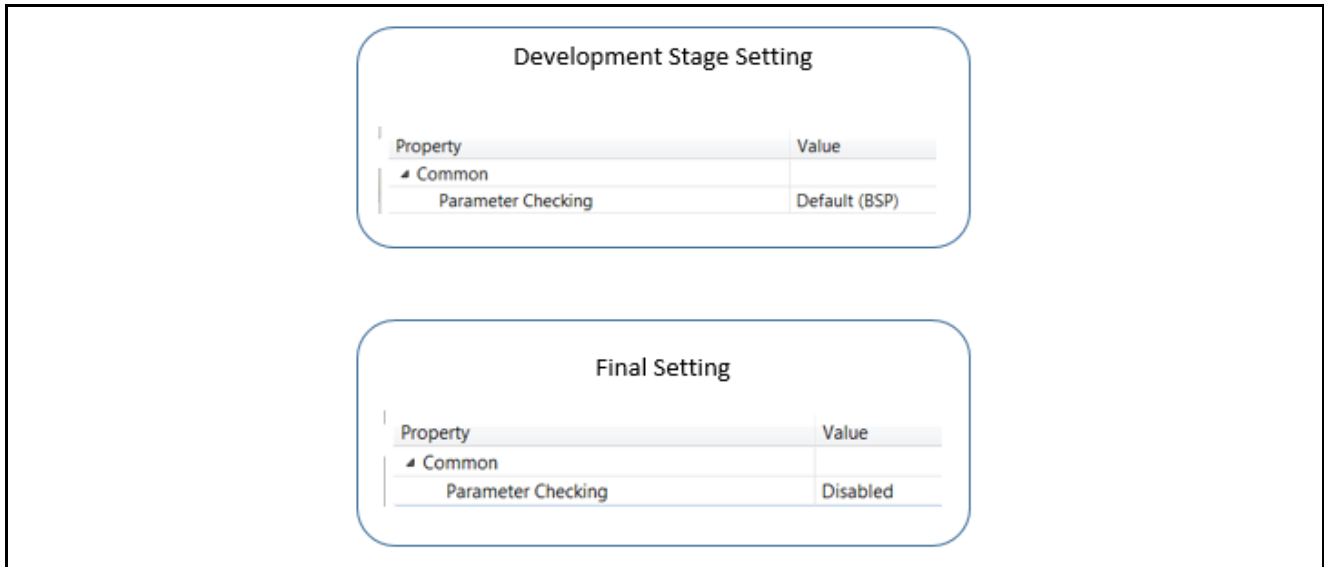 Development Stage Setting
Property Value
Common
Parameter Checking Default (BSP)
Final Setting
Property Value
Common
Parameter Checking Disabled